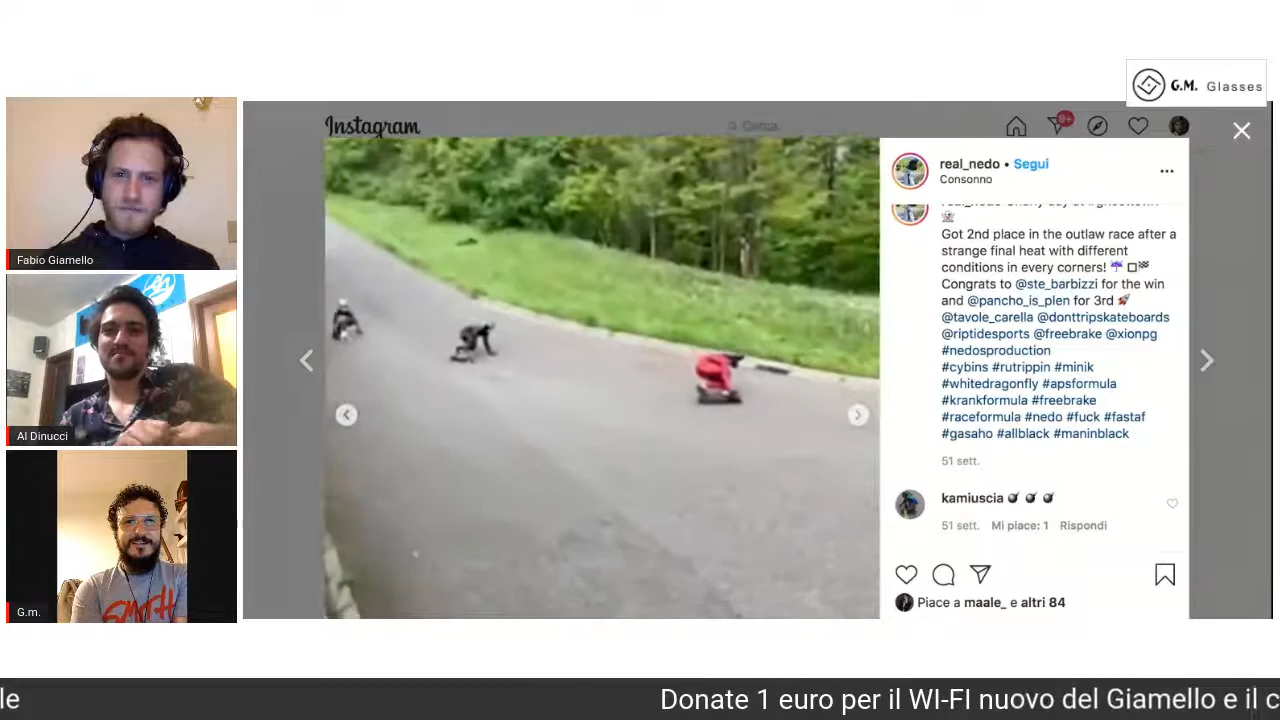 G.M. Glasses
Instagram
Cerca
9+
real_nedo • Segui
Consonno
Got 2nd place in the outlaw race after a
strange final heat with different
conditions in every corners! ☔ 🏁
Congrats to @ste_barbizzi for the win
and @pancho_is_plen for 3rd 🚀
@tavole_carella @donttripskateboards
@riptidesports @freebrake @xionpg
#nedosproduction
#cybins #rutrippin #minik
#whitedragonfly #apsformula
#krankformula #freebrake
#raceformula #nedo #fuck #fastaf
#gasaho #allblack #maninblack
51 sett.
kamiuscia 💣 💣 💣
51 sett. Mi piace: 1 Rispondi
Piace a maale_ e altri 84
Fabio Giamello
Al Dinucci
G.m.
le
Donate 1 euro per il WI-FI nuovo del Giamello e il c